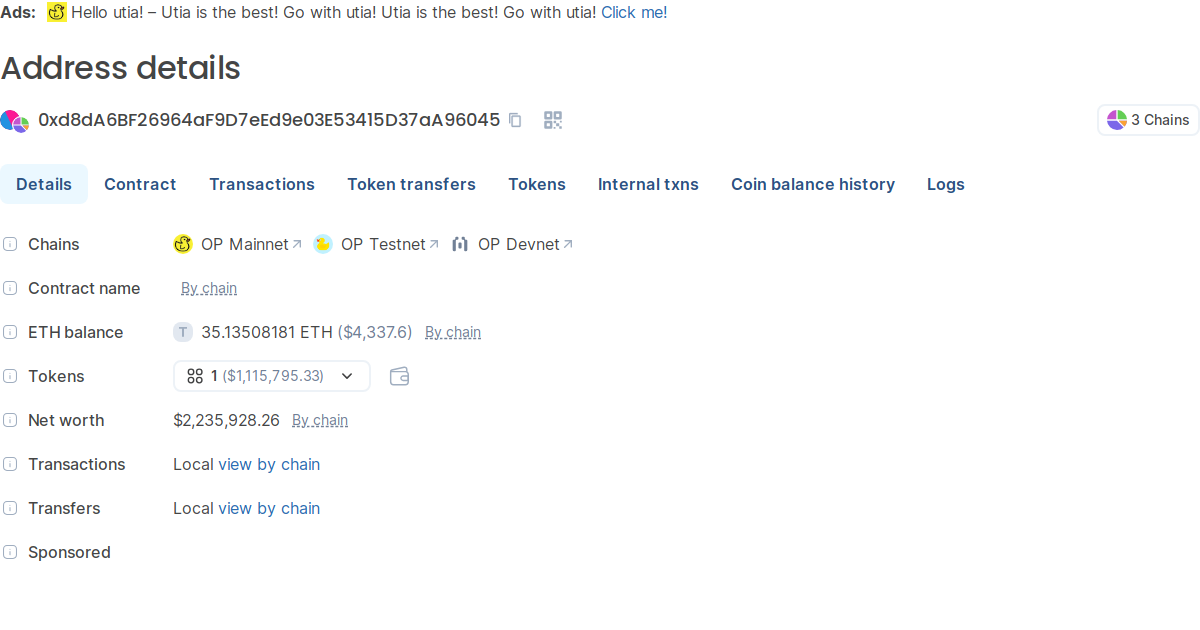 Ads: Hello utia! – Utia is the best! Go with utia! Utia is the best! Go with utia! Click me!
Address details
0xd8dA6BF26964aF9D7eEd9e03E53415D37aA96045
3 Chains
Details Contract Transactions Token transfers Tokens Internal txns Coin balance history Logs
Chains OP Mainnet OP Testnet OP Devnet
Contract name By chain
ETH balance T 35.13508181 ETH ($4,337.6) By chain
Tokens 1 ($1,115,795.33)
Net worth $2,235,928.26 By chain
Transactions Local view by chain
Transfers Local view by chain
Sponsored